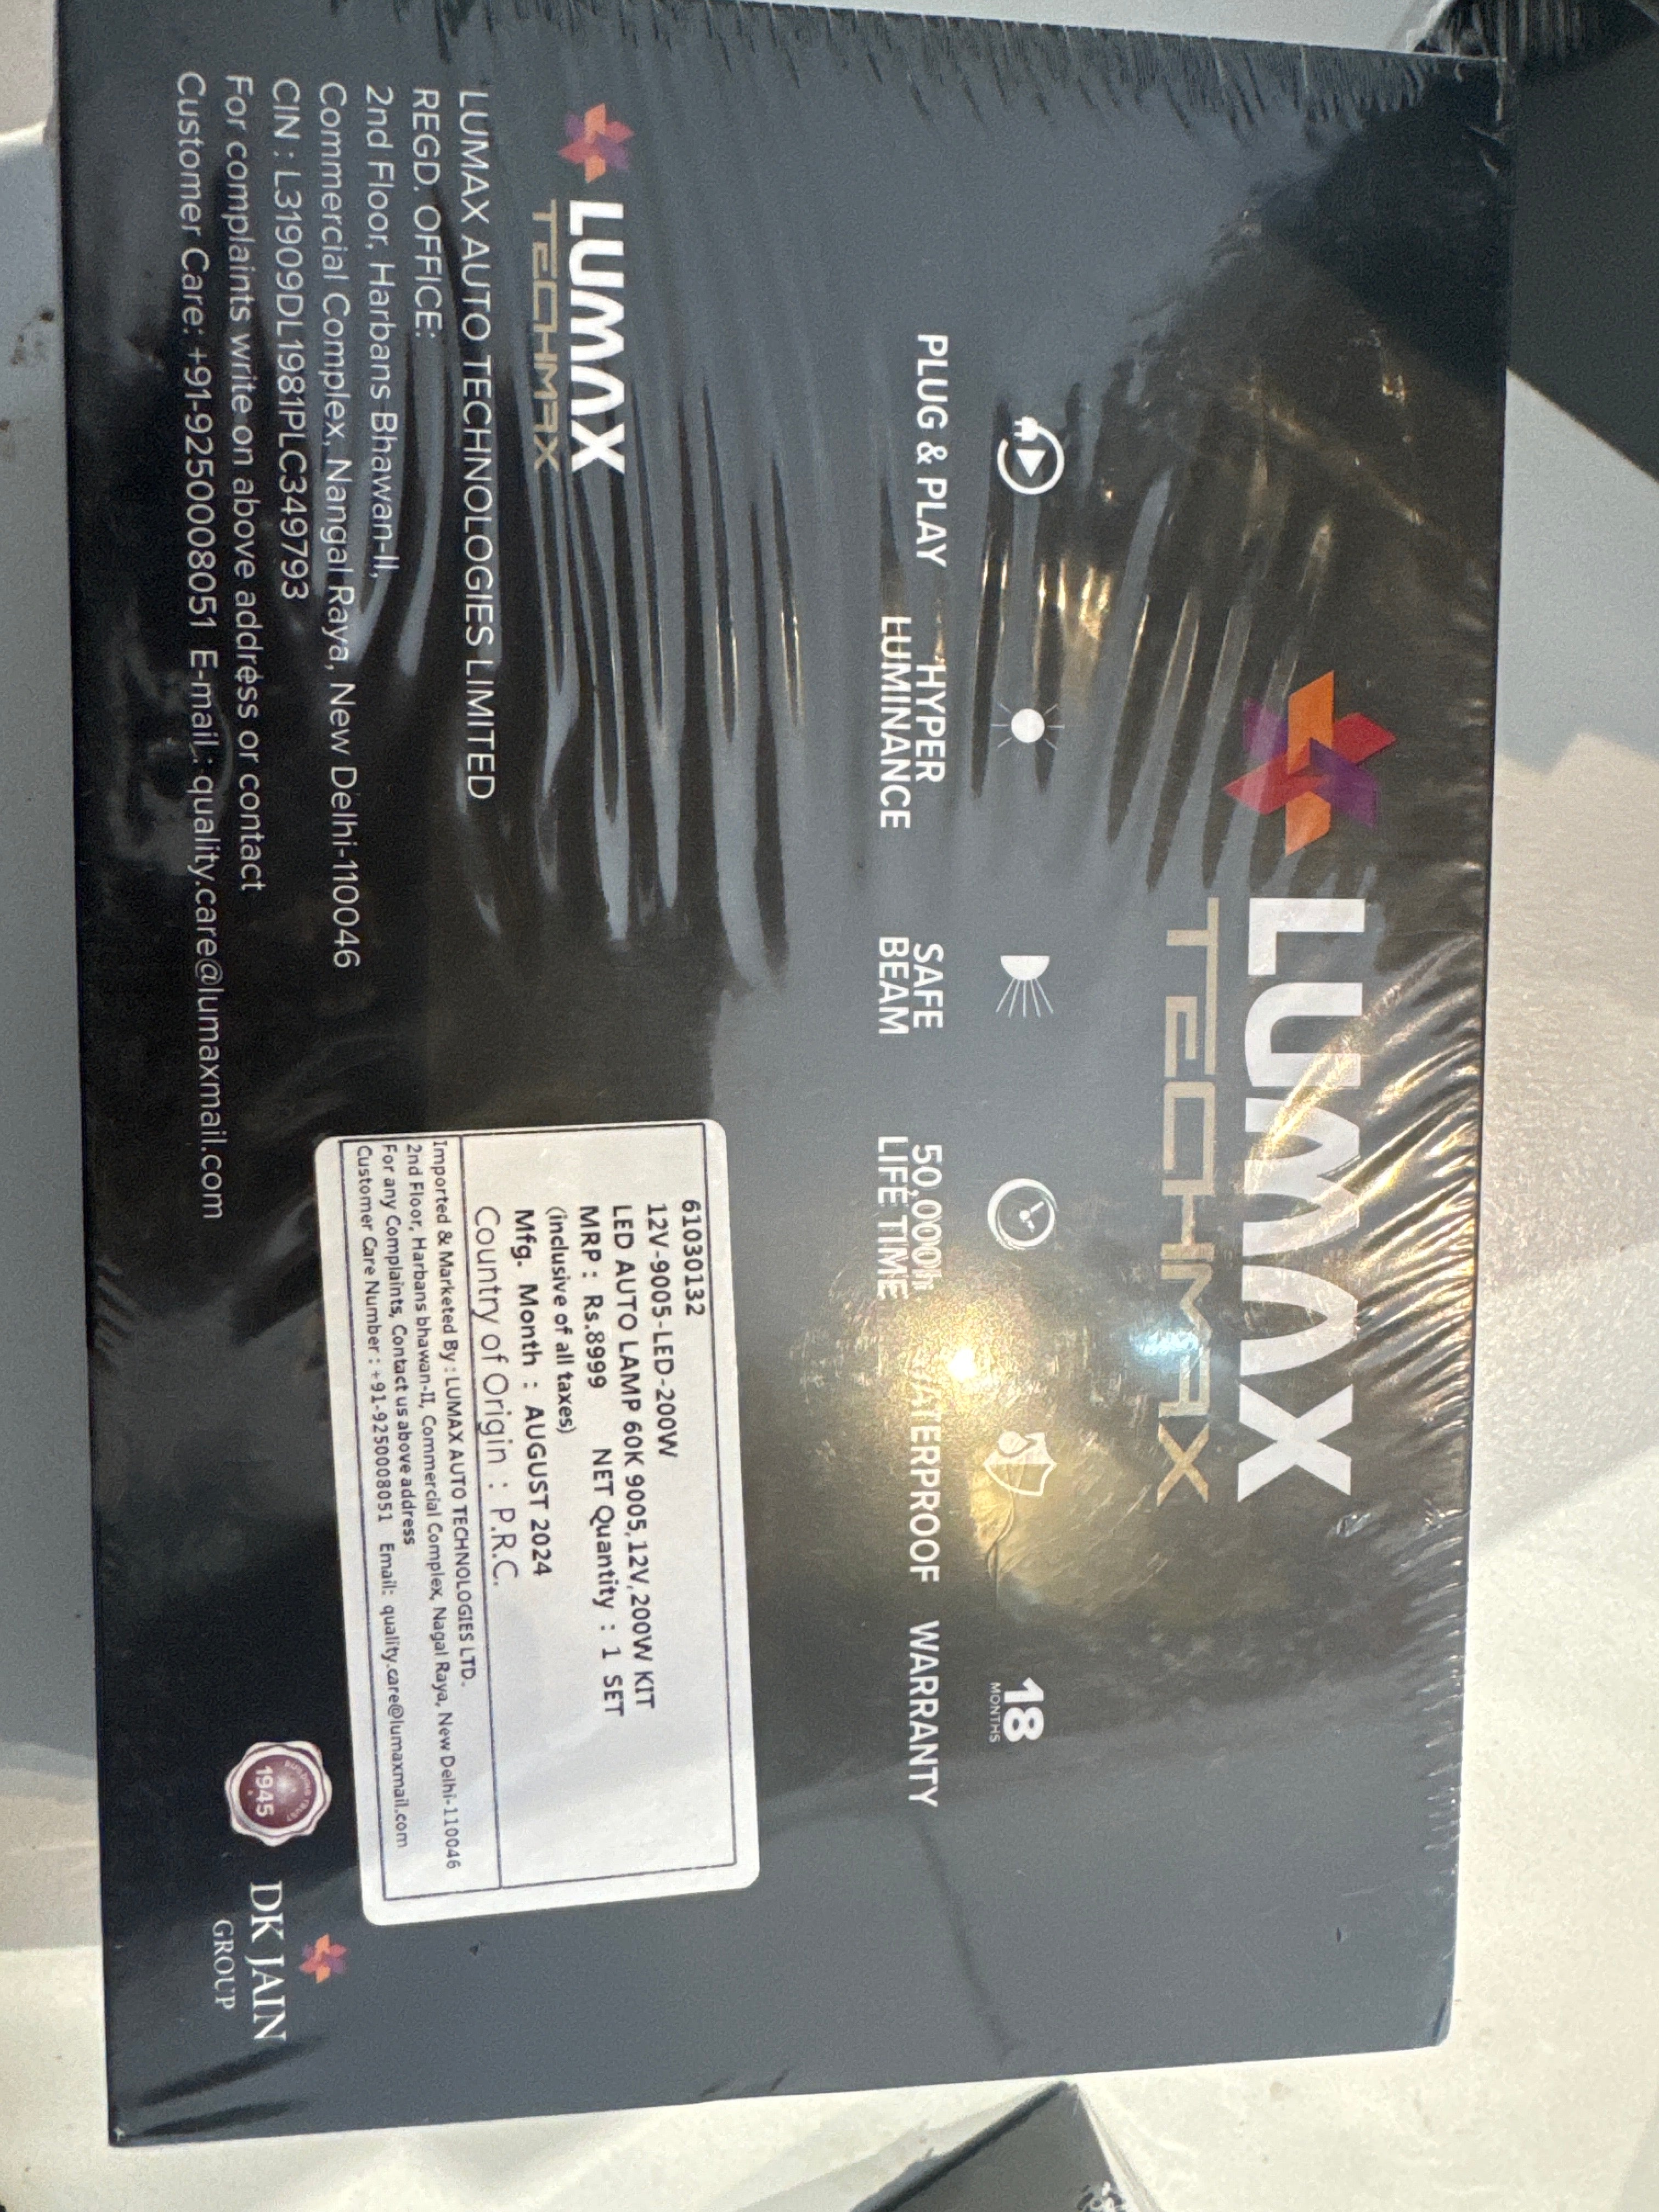 LUMAX
TECHMAX
PLUG & PLAY
HYPER
LUMINANCE
SAFE
BEAM
50,000h
LIFE TIME
WATERPROOF
18
MONTHS
WARRANTY
LUMAX
TECHMAX
LUMAX AUTO TECHNOLOGIES LIMITED
REGD. OFFICE:
2nd Floor, Harbans Bhawan-II,
Commercial Complex, Nangal Raya, New Delhi-110046
CIN : L31909DL1981PLC349793
For complaints write on above address or contact
Customer Care: +91-9250008051 E-mail : quality.care@lumaxmail.com
61030132
12V-9005-LED-200W
LED AUTO LAMP 60K 9005,12V,200W KIT
MRP : Rs.8999 NET Quantity : 1 SET
(inclusive of all taxes)
Mfg. Month : AUGUST 2024
Country of Origin : P.R.C.
Imported & Marketed By : LUMAX AUTO TECHNOLOGIES LTD.
2nd Floor, Harbans bhawan-II, Commercial Complex, Nagal Raya, New Delhi-110046
For any Complaints, Contact us above address
Customer Care Number : +91-9250008051 Email: quality.care@lumaxmail.com
1945
DK JAIN
GROUP